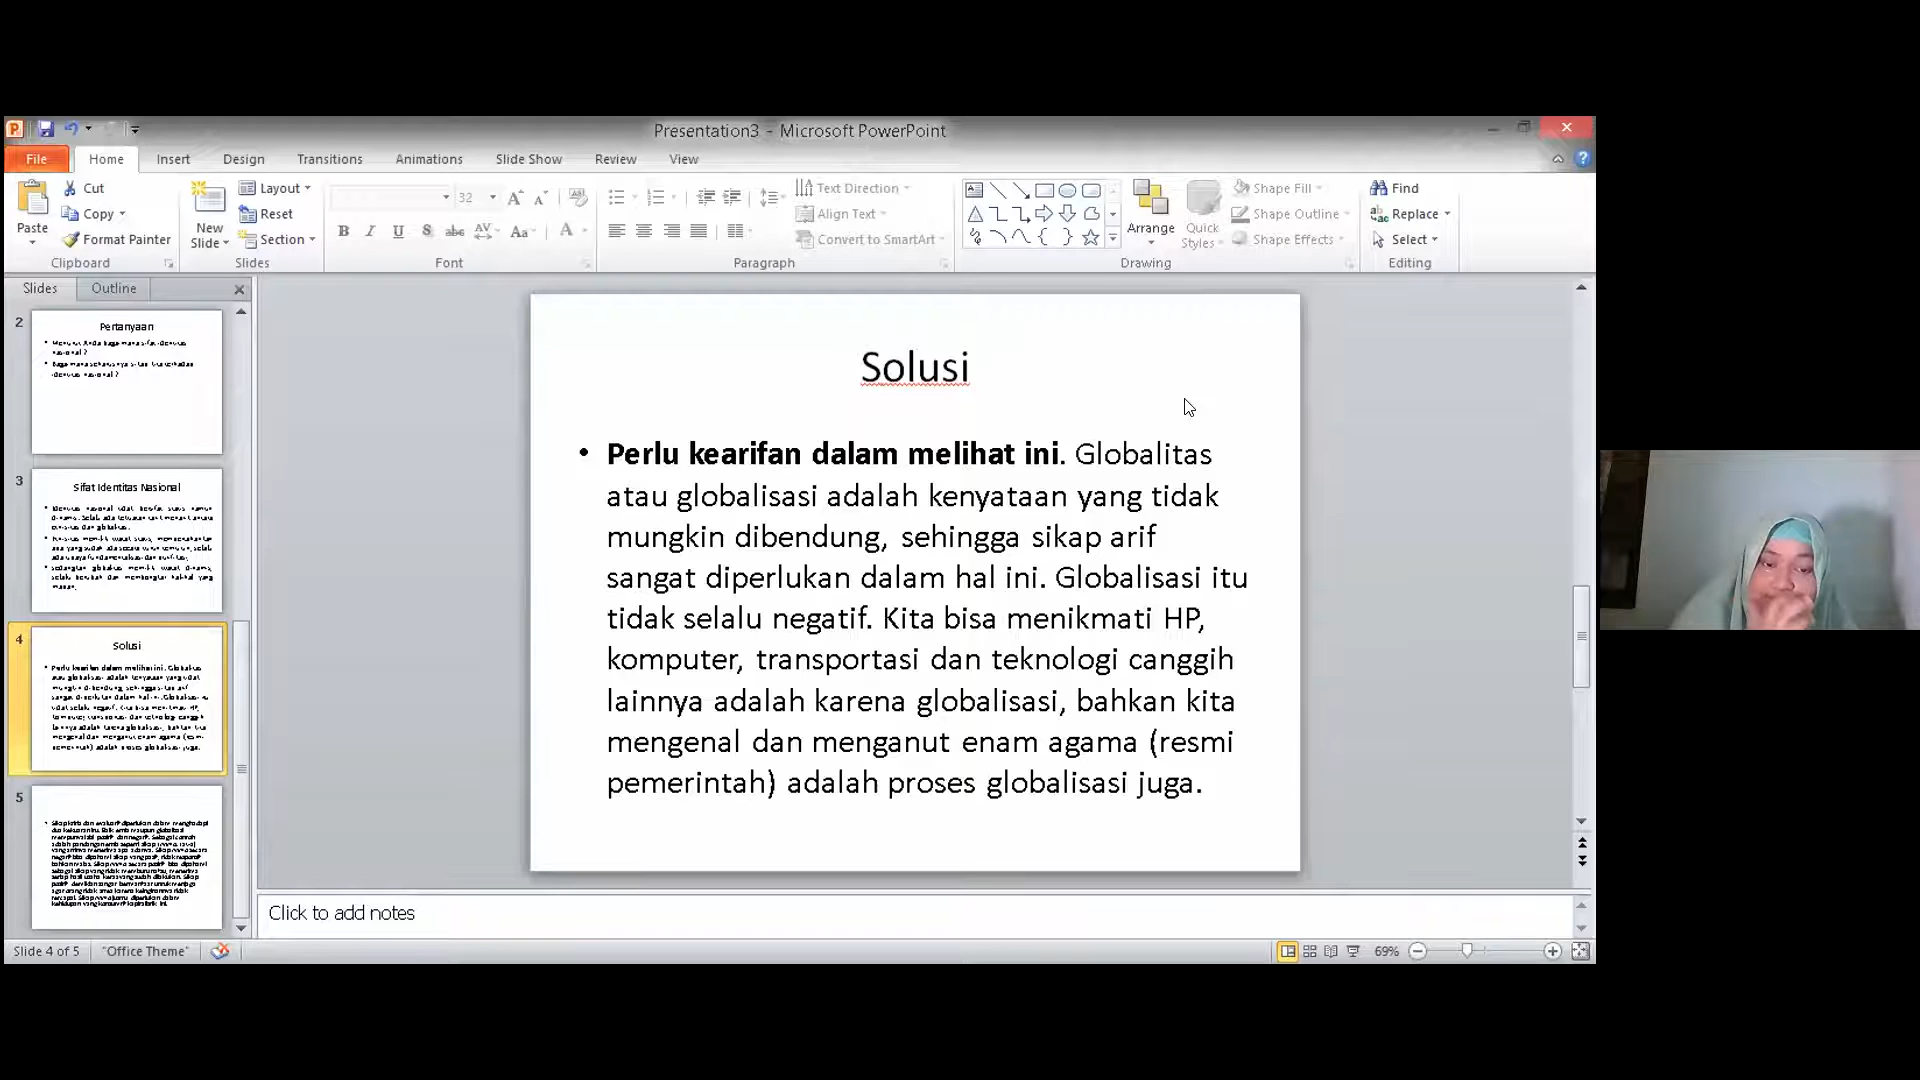 Presentation3 - Microsoft PowerPoint
File Home Insert Design Transitions Animations Slide Show Review View
Cut
Copy
Format Painter
Paste
Clipboard
New
Slide
Layout
Reset
Section
Slides
32
Font
Text Direction
Align Text
Convert to SmartArt
Paragraph
Arrange
Quick
Styles
Shape Fill
Shape Outline
Shape Effects
Drawing
Find
Replace
Select
Editing
Slides Outline
2
Pertanyaan
3
Sifat Identitas Nasional
4
Solusi
5
Solusi
• Perlu kearifan dalam melihat ini. Globalitas
atau globalisasi adalah kenyataan yang tidak
mungkin dibendung, sehingga sikap arif
sangat diperlukan dalam hal ini. Globalisasi itu
tidak selalu negatif. Kita bisa menikmati HP,
komputer, transportasi dan teknologi canggih
lainnya adalah karena globalisasi, bahkan kita
mengenal dan menganut enam agama (resmi
pemerintah) adalah proses globalisasi juga.
Click to add notes
Slide 4 of 5 "Office Theme" 69%